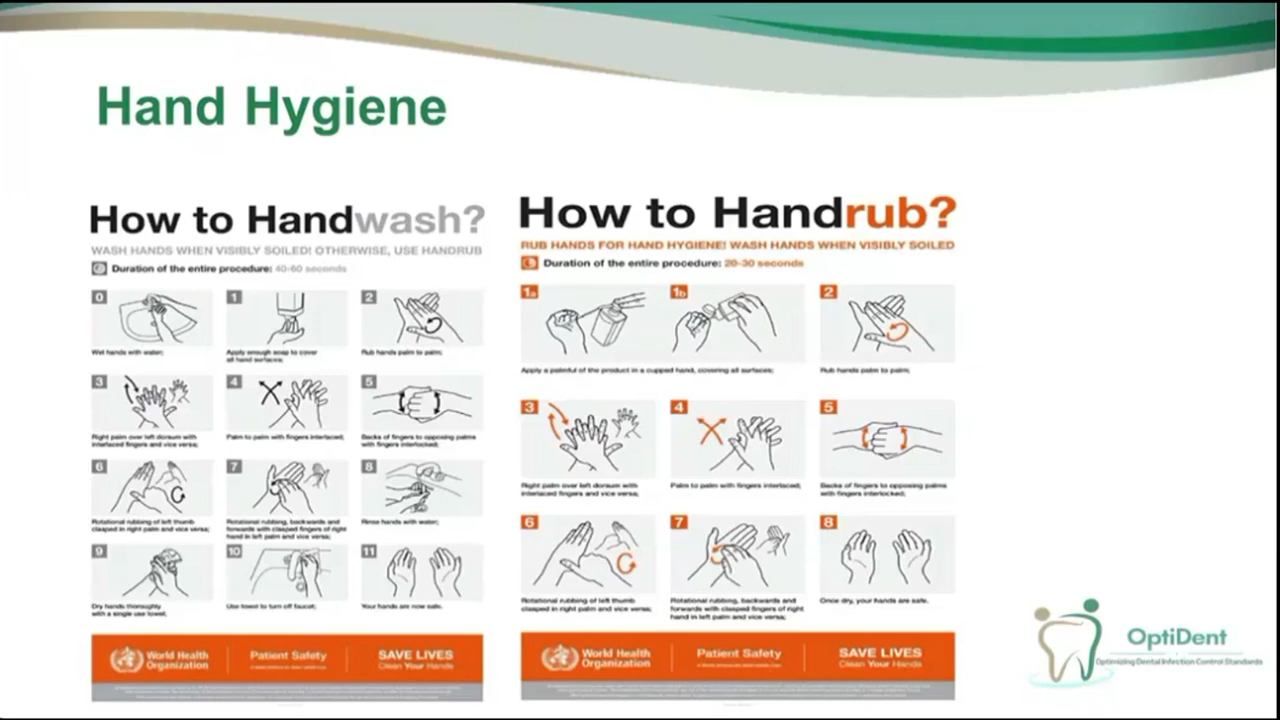 Hand Hygiene
How to Handwash?
WASH HANDS WHEN VISIBLY SOILED! OTHERWISE, USE HANDRUB
Duration of the entire procedure: 40-60 seconds
0
1
2
Wet hands with water;
Apply enough soap to cover
all hand surfaces;
Rub hands palm to palm;
3
4
5
Right palm over left dorsum with
interlaced fingers and vice versa;
Palm to palm with fingers interlaced;
Backs of fingers to opposing palms
with fingers interlocked;
6
7
8
Rotational rubbing of left thumb
clasped in right palm and vice versa;
Rotational rubbing, backwards and
forwards with clasped fingers of right
hand in left palm and vice versa;
Rinse hands with water;
9
10
11
Dry hands thoroughly
with a single use towel;
Use towel to turn off faucet;
Your hands are now safe.
World Health
Organization
Patient Safety
SAVE LIVES
Clean Your Hands
How to Handrub?
RUB HANDS FOR HAND HYGIENE! WASH HANDS WHEN VISIBLY SOILED
Duration of the entire procedure: 20-30 seconds
1a
1b
2
Apply a palmful of the product in a cupped hand, covering all surfaces;
Rub hands palm to palm;
3
4
5
Right palm over left dorsum with
interlaced fingers and vice versa;
Palm to palm with fingers interlaced;
Backs of fingers to opposing palms
with fingers interlocked;
6
7
8
Rotational rubbing of left thumb
clasped in right palm and vice versa;
Rotational rubbing, backwards and
forwards with clasped fingers of right
hand in left palm and vice versa;
Once dry, your hands are safe.
World Health
Organization
Patient Safety
SAVE LIVES
Clean Your Hands
OptiDent
Optimizing Dental Infection Control Standards